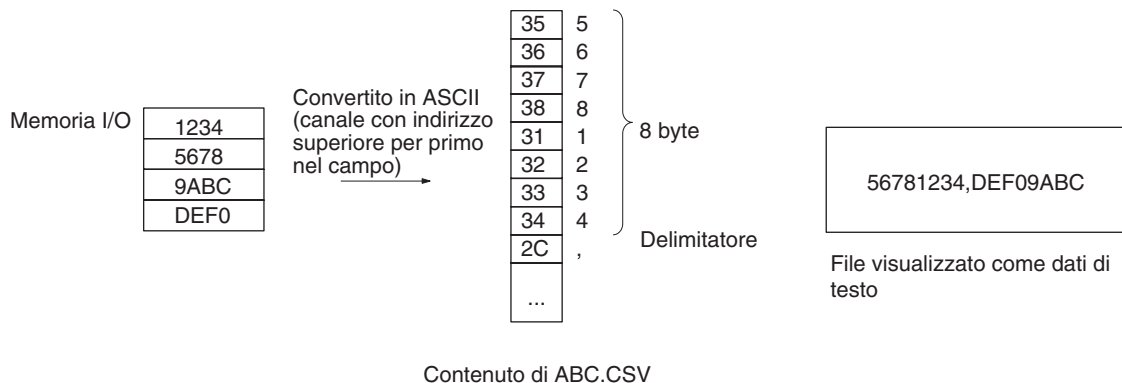 Memoria I/O
1234
5678
9ABC
DEF0
Convertito in ASCII
(canale con indirizzo
superiore per primo
nel campo)
35 5
36 6
37 7
38 8
31 1
32 2
33 3
34 4
2C ,
...
8 byte
Delimitatore
56781234,DEF09ABC
File visualizzato come dati di
testo
Contenuto di ABC.CSV